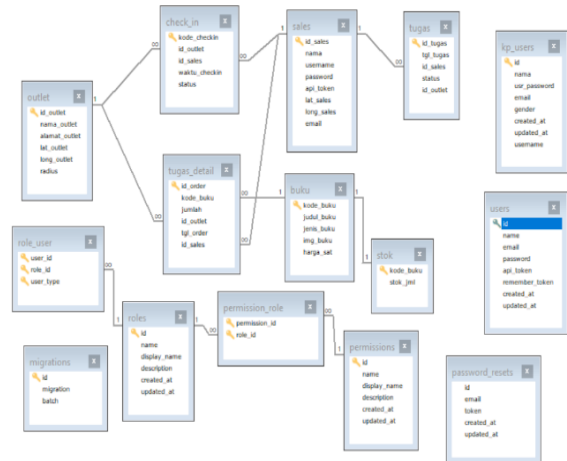 check_in
kode_checkin
id_outlet
id_sales
waktu_checkin
status
sales
id_sales
nama
username
password
api_token
lat_sales
long_sales
email
tugas
id_tugas
tgl_tugas
id_sales
status
id_outlet
kp_users
id
nama
usr_password
email
gender
created_at
updated_at
username
outlet
id_outlet
nama_outlet
alamat_outlet
lat_outlet
long_outlet
radius
tugas_detail
id_order
kode_buku
jumlah
id_outlet
tgl_order
id_sales
buku
kode_buku
judul_buku
jenis_buku
img_buku
harga_sat
stok
kode_buku
stok_jml
users
id
name
email
password
api_token
remember_token
created_at
updated_at
role_user
user_id
role_id
user_type
roles
id
name
display_name
description
created_at
updated_at
permission_role
permission_id
role_id
permissions
id
name
display_name
description
created_at
updated_at
migrations
id
migration
batch
password_resets
id
email
token
created_at
updated_at